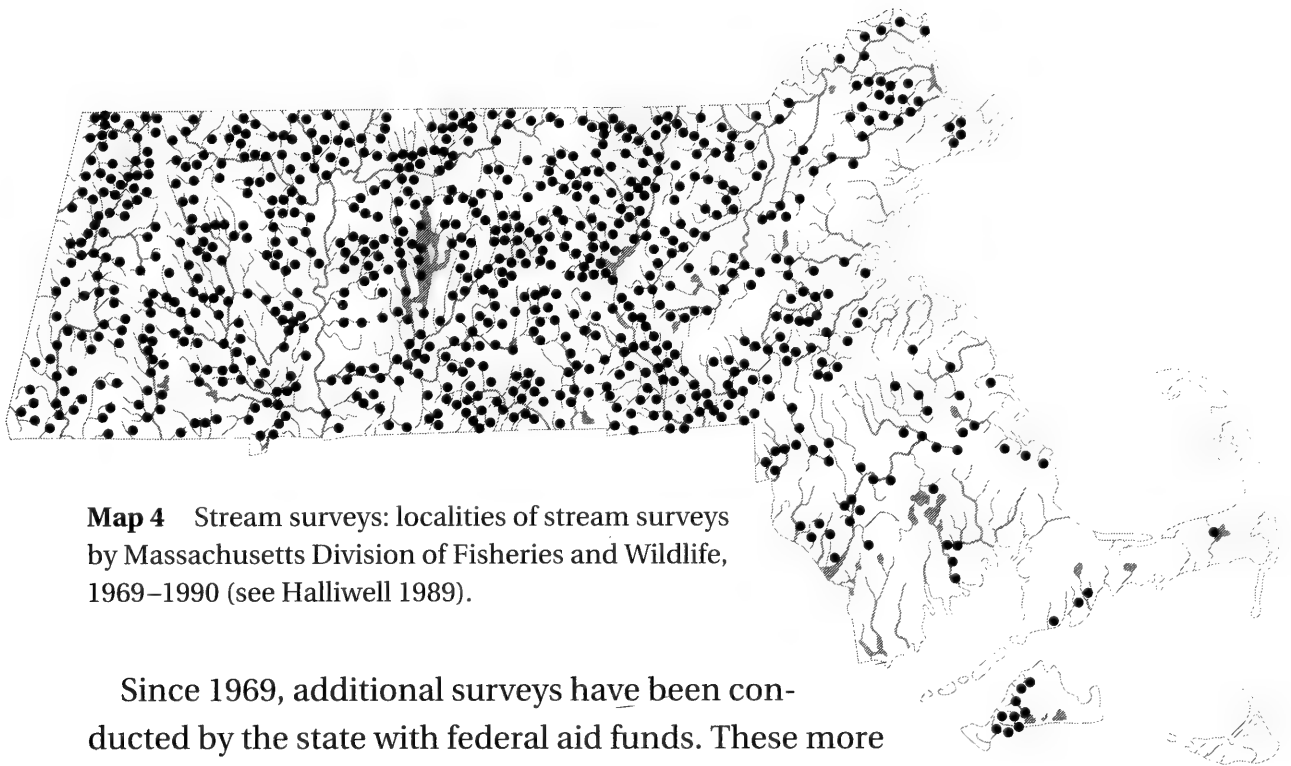 Map 4 Stream surveys: localities of stream surveys
by Massachusetts Division of Fisheries and Wildlife,
1969–1990 (see Halliwell 1989).
Since 1969, additional surveys have been con-
ducted by the state with federal aid funds. These more